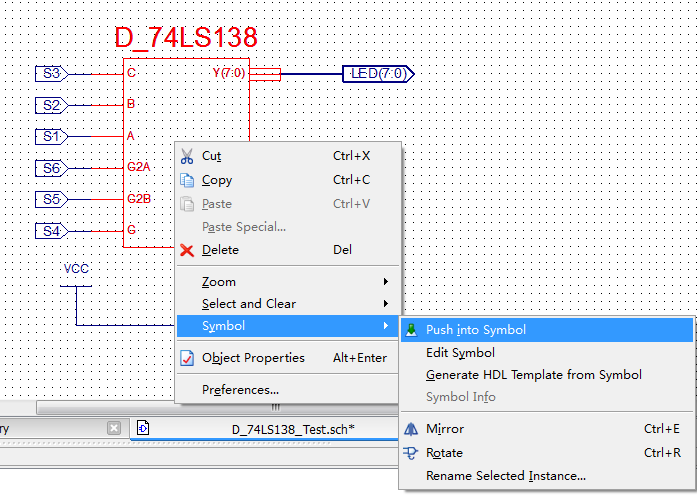 D_74LS138
S3 C Y(7:0) LED(7:0)
S2 B
S1 A
S6 G2A
S5 G2B
S4 G
VCC
Cut Ctrl+X
Copy Ctrl+C
Paste Ctrl+V
Paste Special...
Delete Del
Zoom
Select and Clear
Symbol
Object Properties Alt+Enter
Preferences...
Push into Symbol
Edit Symbol
Generate HDL Template from Symbol
Symbol Info
Mirror Ctrl+E
Rotate Ctrl+R
Rename Selected Instance...
ry D_74LS138_Test.sch*